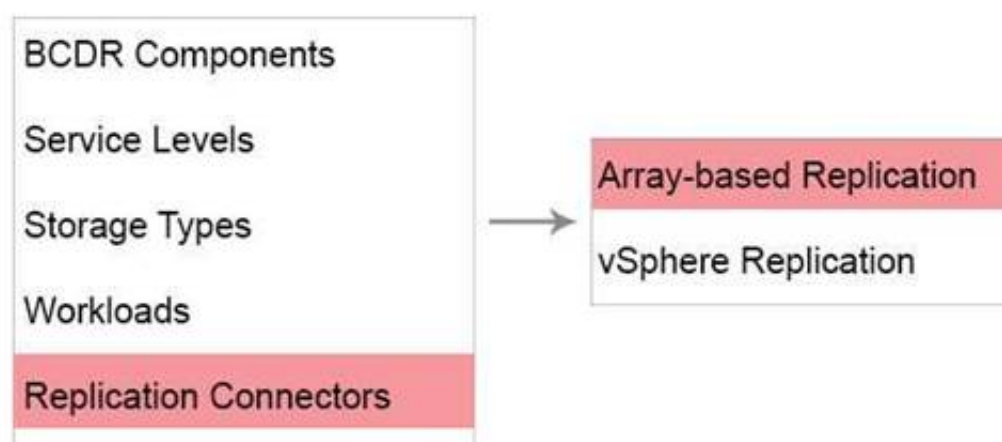 BCDR Components
Service Levels
Storage Types
Workloads
Replication Connectors
Array-based Replication
vSphere Replication